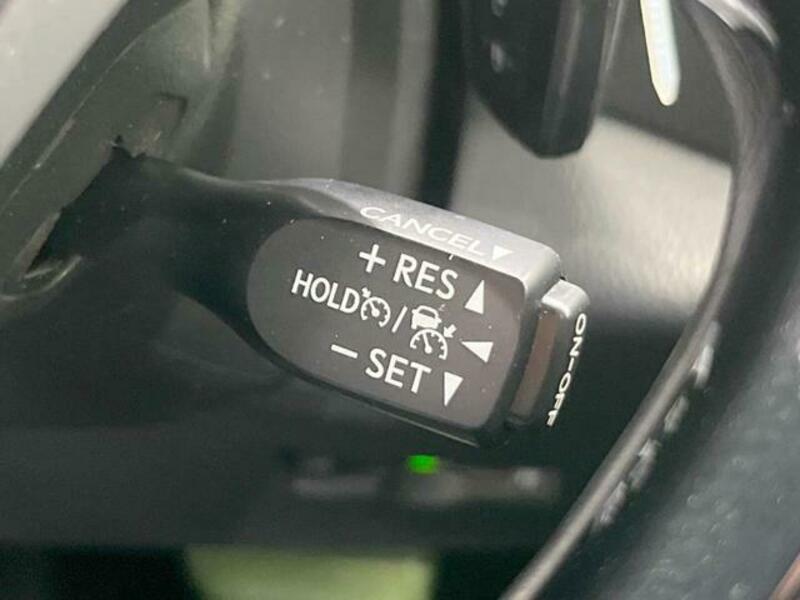 CANCEL
+ RES
HOLD /
- SET
ON-OFF